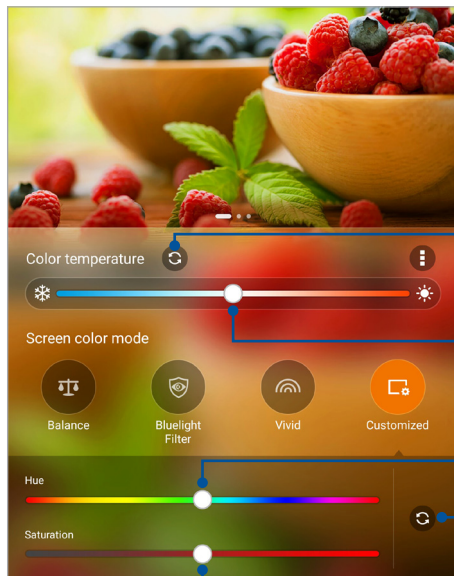 Color temperature
Screen color mode
Balance
Bluelight
Filter
Vivid
Customized
Hue
Saturation